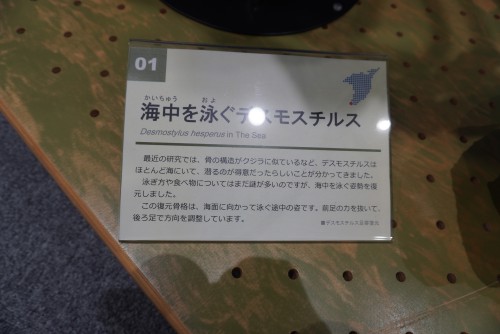 01
かいちゅう およ
海中を泳ぐデスモスチルス
Desmostylus hesperus in The Sea
最近の研究では、骨の構造がクジラに似ているなど、デスモスチルスは
ほとんど海にいて、潜るのが得意だったらしいことが分かってきました。
泳ぎ方や食べ物についてはまだ謎が多いのですが、海中を泳ぐ姿勢を復
元しました。
この復元骨格は、海面に向かって泳ぐ途中の姿です。前足の力を抜いて、
後ろ足で方向を調整しています。